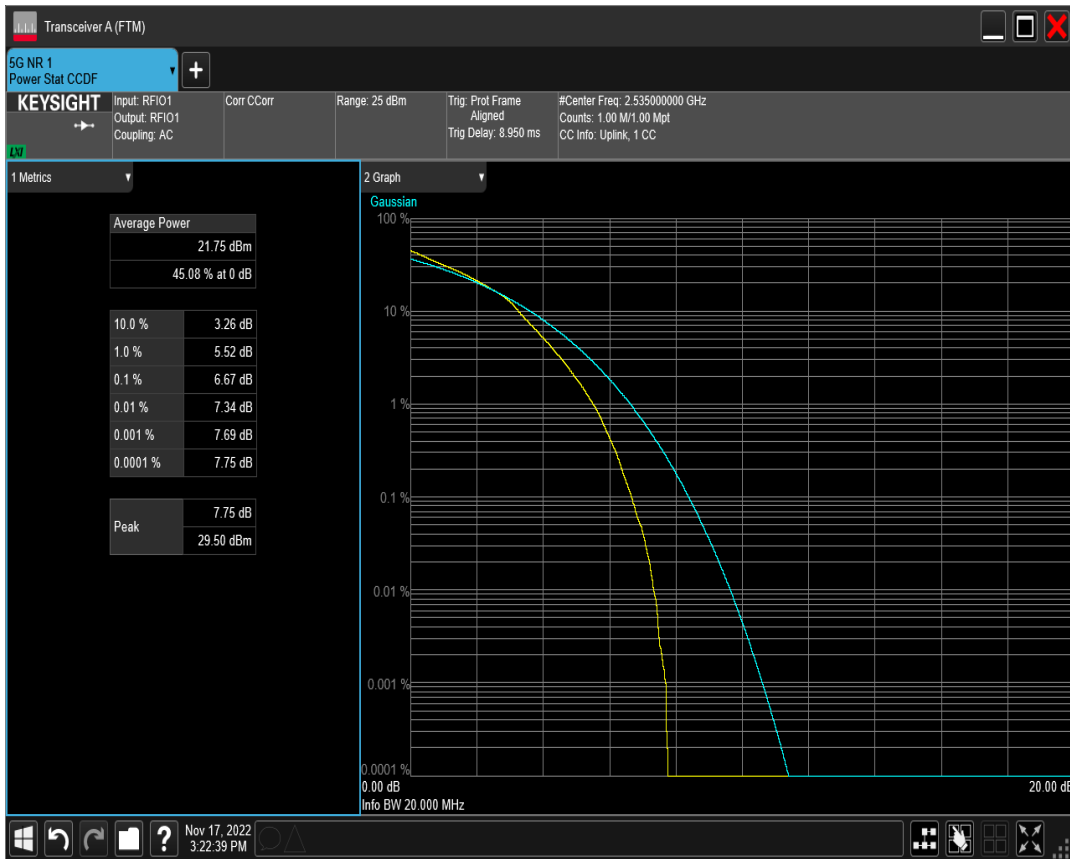 Transceiver A (FTM)
5G NR 1
Power Stat CCDF
+
KEYSIGHT
LXI
Input: RFIO1
Output: RFIO1
Coupling: AC
Corr CCorr
Range: 25 dBm
Trig: Prot Frame
Aligned
Trig Delay: 8.950 ms
#Center Freq: 2.535000000 GHz
Counts: 1.00 M/1.00 Mpt
CC Info: Uplink, 1 CC
1 Metrics
Average Power
21.75 dBm
45.08 % at 0 dB
10.0 % 3.26 dB
1.0 % 5.52 dB
0.1 % 6.67 dB
0.01 % 7.34 dB
0.001 % 7.69 dB
0.0001 % 7.75 dB
Peak
7.75 dB
29.50 dBm
2 Graph
Gaussian
100 %
10 %
1 %
0.1 %
0.01 %
0.001 %
0.0001 %
0.00 dB 20.00 dB
Info BW 20.000 MHz
?
Nov 17, 2022
3:22:39 PM